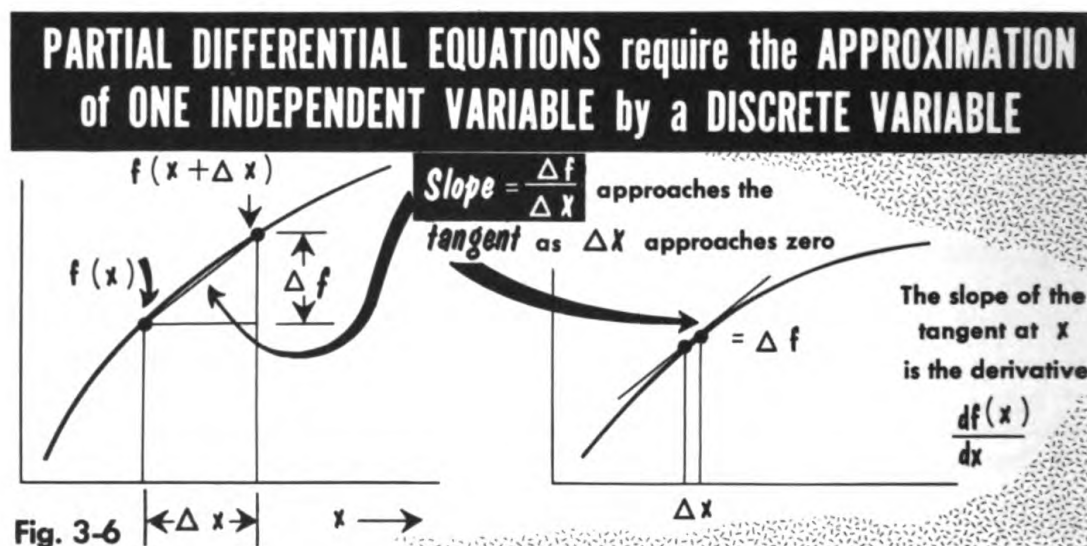 PARTIAL DIFFERENTIAL EQUATIONS require the APPROXIMATION
of ONE INDEPENDENT VARIABLE by a DISCRETE VARIABLE
f(x + Δx)
f(x)
Δf
Slope = Δf / Δx approaches the
tangent as Δx approaches zero
= Δf
The slope of the
tangent at x
is the derivative
df(x)
dx
Δx
Δx
x
Fig. 3-6